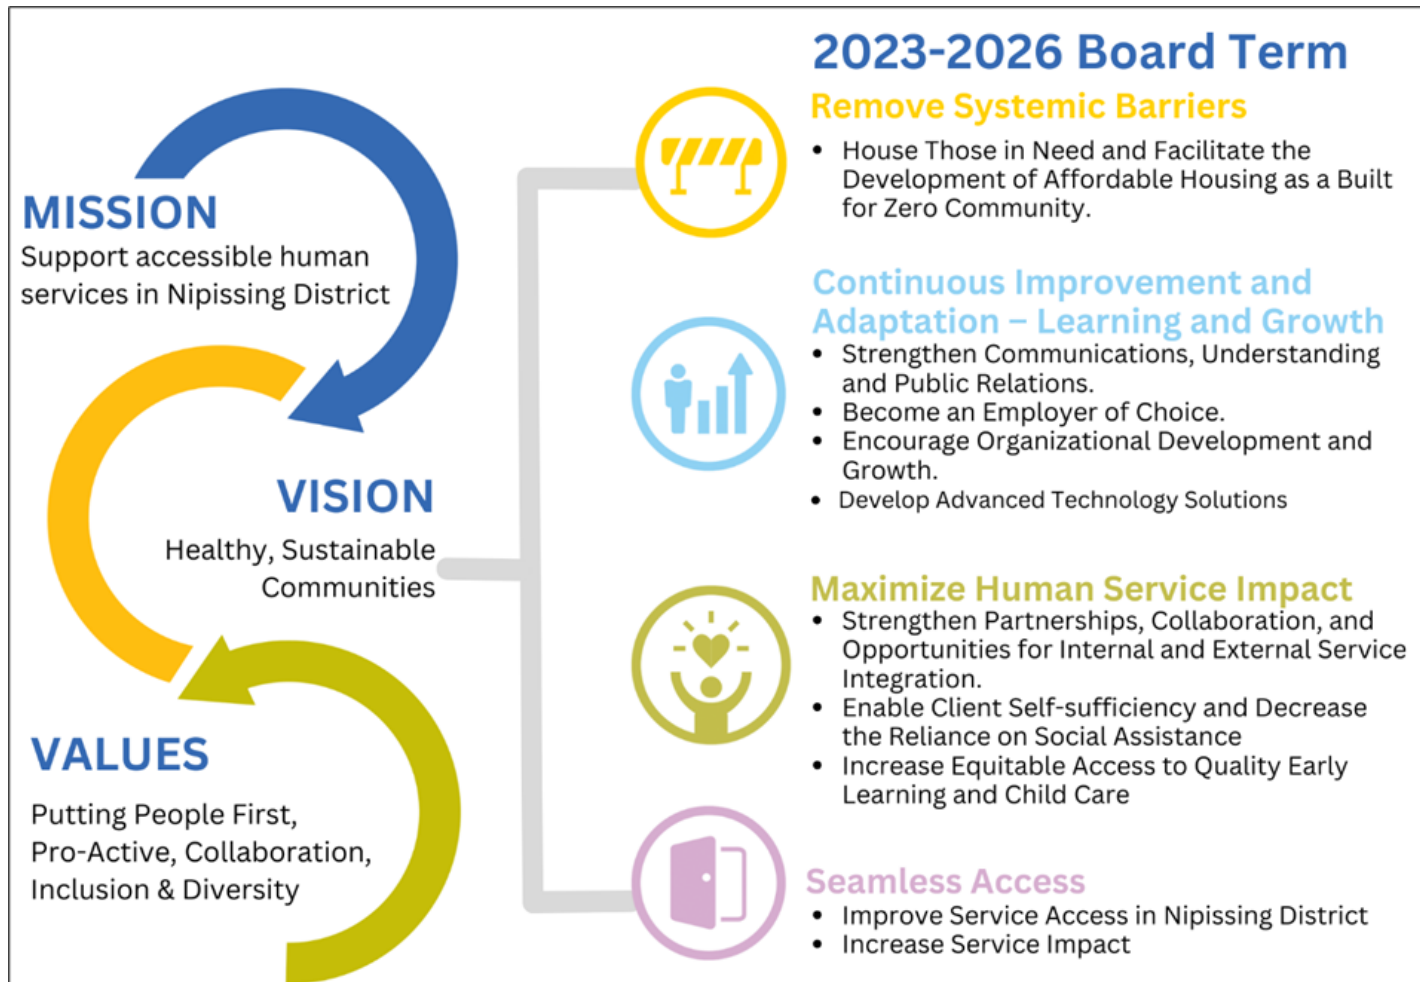 MISSION
Support accessible human
services in Nipissing District
VISION
Healthy, Sustainable
Communities
VALUES
Putting People First,
Pro-Active, Collaboration,
Inclusion & Diversity
2023-2026 Board Term
Remove Systemic Barriers
• House Those in Need and Facilitate the
Development of Affordable Housing as a Built
for Zero Community.
Continuous Improvement and
Adaptation – Learning and Growth
• Strengthen Communications, Understanding
and Public Relations.
• Become an Employer of Choice.
• Encourage Organizational Development and
Growth.
• Develop Advanced Technology Solutions
Maximize Human Service Impact
• Strengthen Partnerships, Collaboration, and
Opportunities for Internal and External Service
Integration.
• Enable Client Self-sufficiency and Decrease
the Reliance on Social Assistance
• Increase Equitable Access to Quality Early
Learning and Child Care
Seamless Access
• Improve Service Access in Nipissing District
• Increase Service Impact